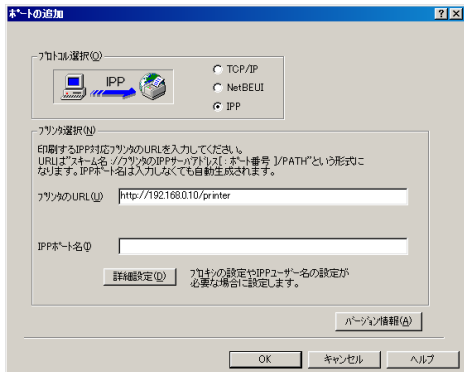 ﾎﾟｰﾄの追加
ﾌﾟﾛﾄｺﾙ選択(O)
IPP
TCP/IP
NetBEUI
IPP
ﾌﾟﾘﾝﾀ選択(N)
印刷するIPP対応ﾌﾟﾘﾝﾀのURLを入力してください。
URLは"ｽｷｰﾑ名 ://ﾌﾟﾘﾝﾀのIPPｻｰﾊﾞｱﾄﾞﾚｽ[: ﾎﾟｰﾄ番号 ]/PATH"という形式に
なります。IPPﾎﾟｰﾄ名は入力しなくても自動生成されます。
ﾌﾟﾘﾝﾀのURL(U) http://192.168.0.10/printer
IPPﾎﾟｰﾄ名(I)
詳細設定(D) ﾌﾟﾛｷｼの設定やIPPﾕｰｻﾞｰ名の設定が
必要な場合に設定します。
ﾊﾞｰｼﾞｮﾝ情報(A)
OK ｷｬﾝｾﾙ ﾍﾙﾌﾟ